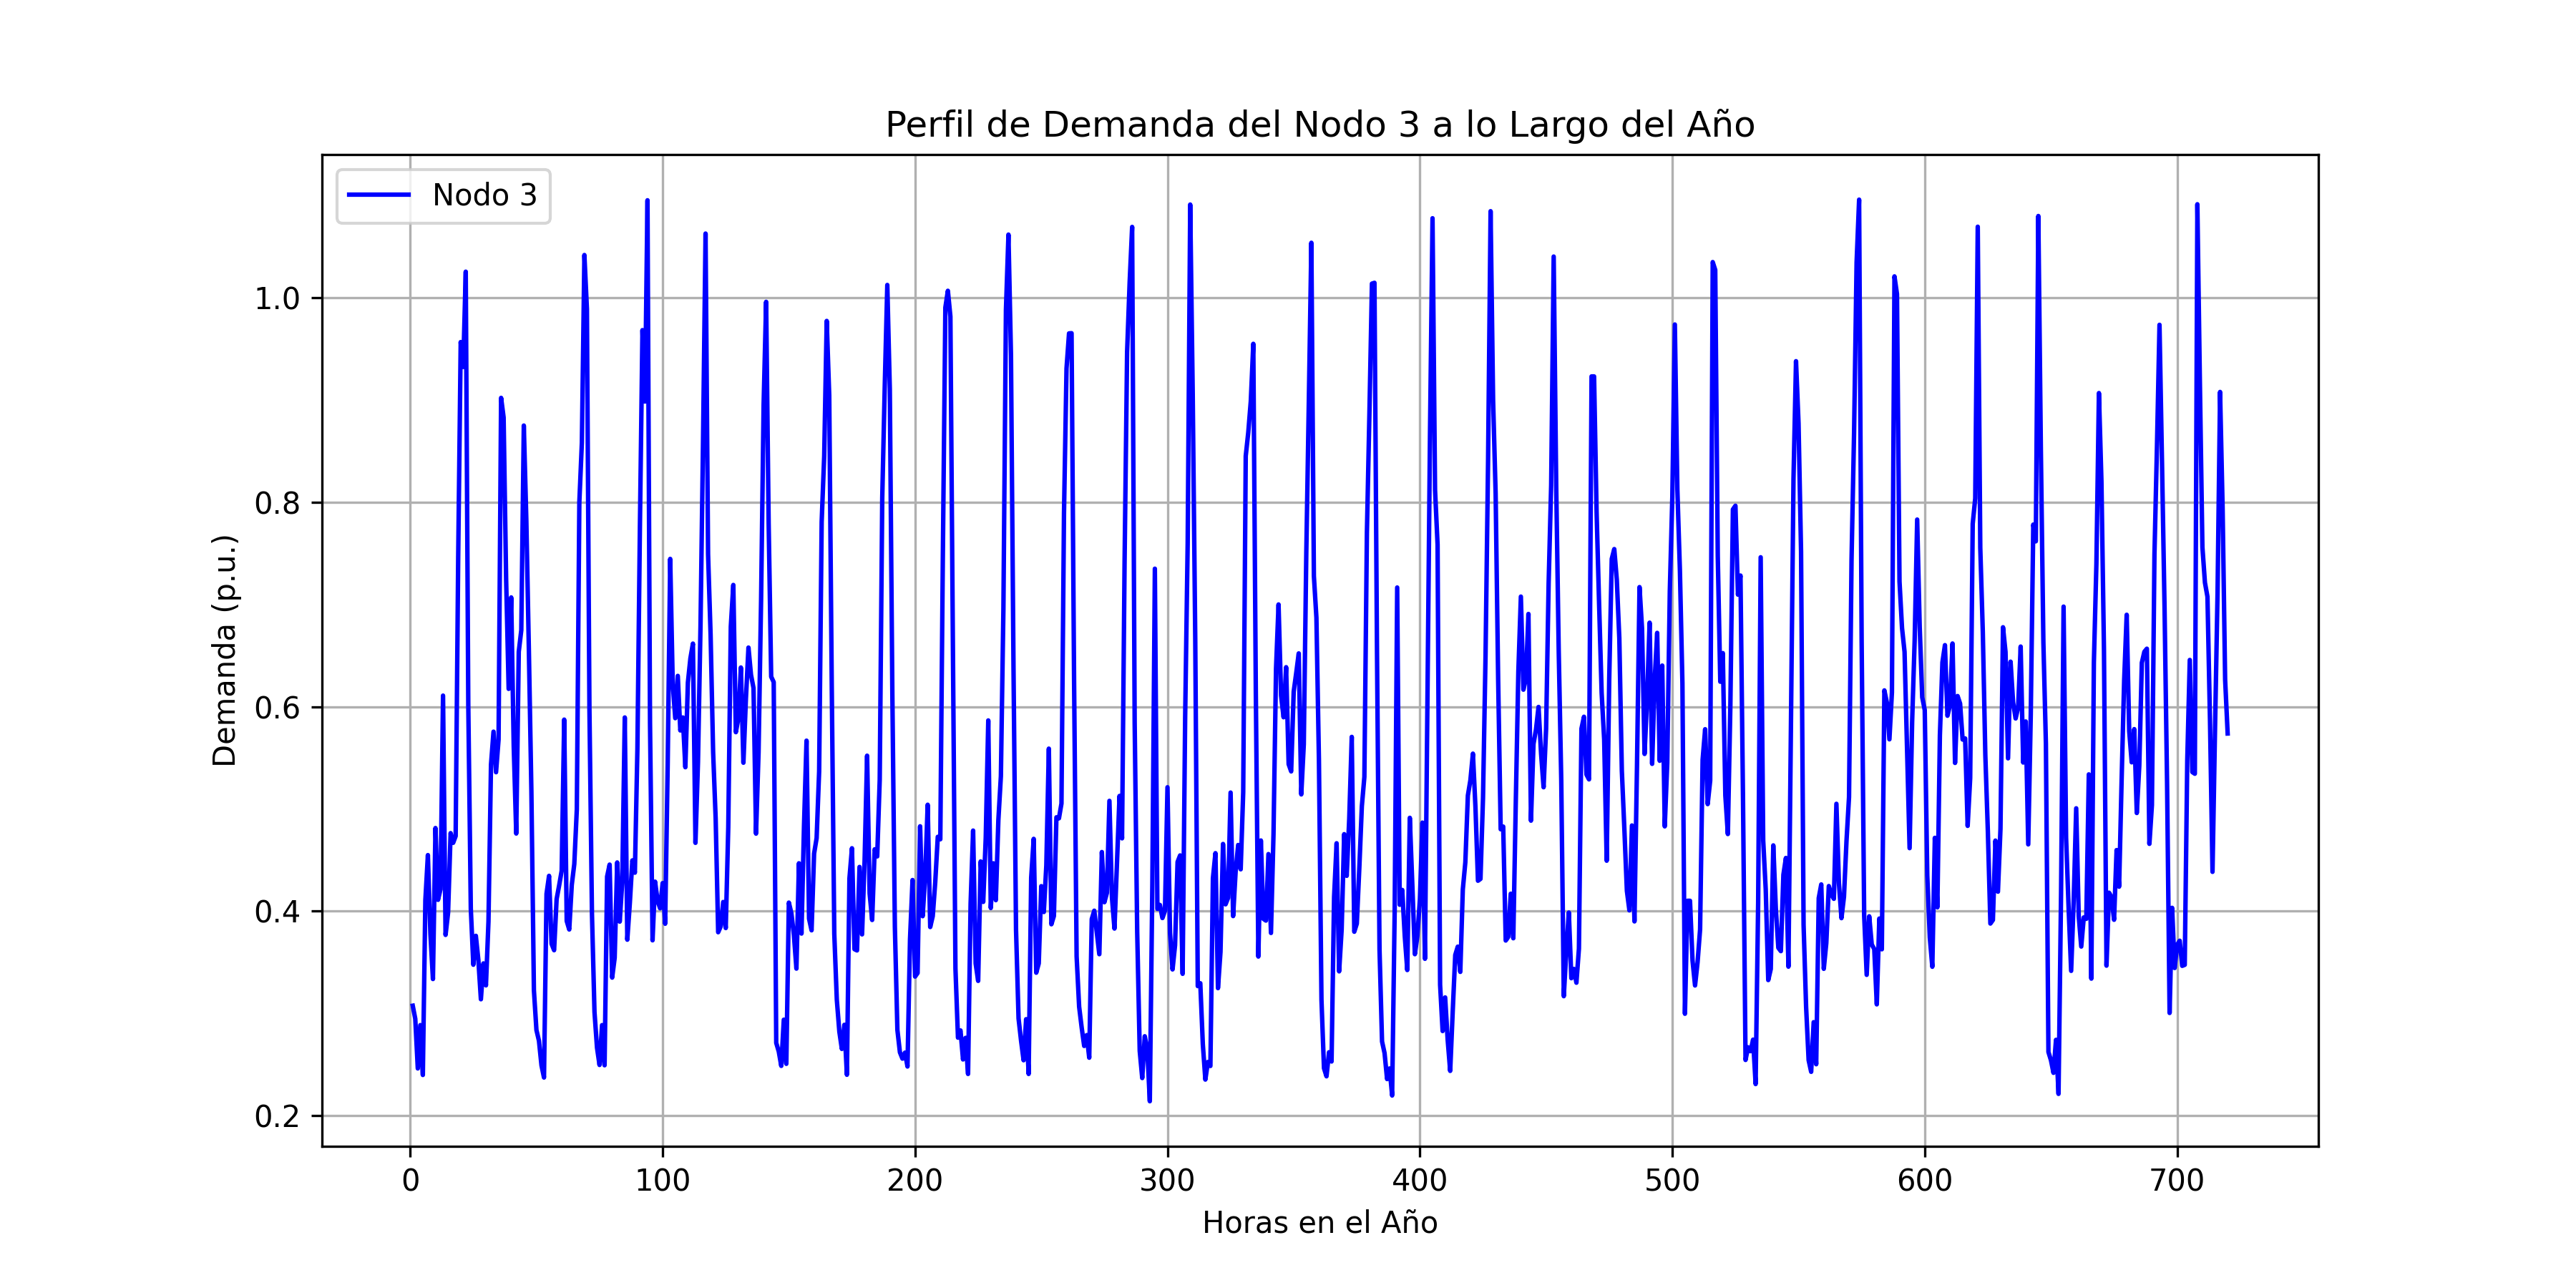 Perfil de Demanda del Nodo 3 a lo Largo del Año
Nodo 3
Demanda (p.u.)
1.0
0.8
0.6
0.4
0.2
0 100 200 300 400 500 600 700
Horas en el Año